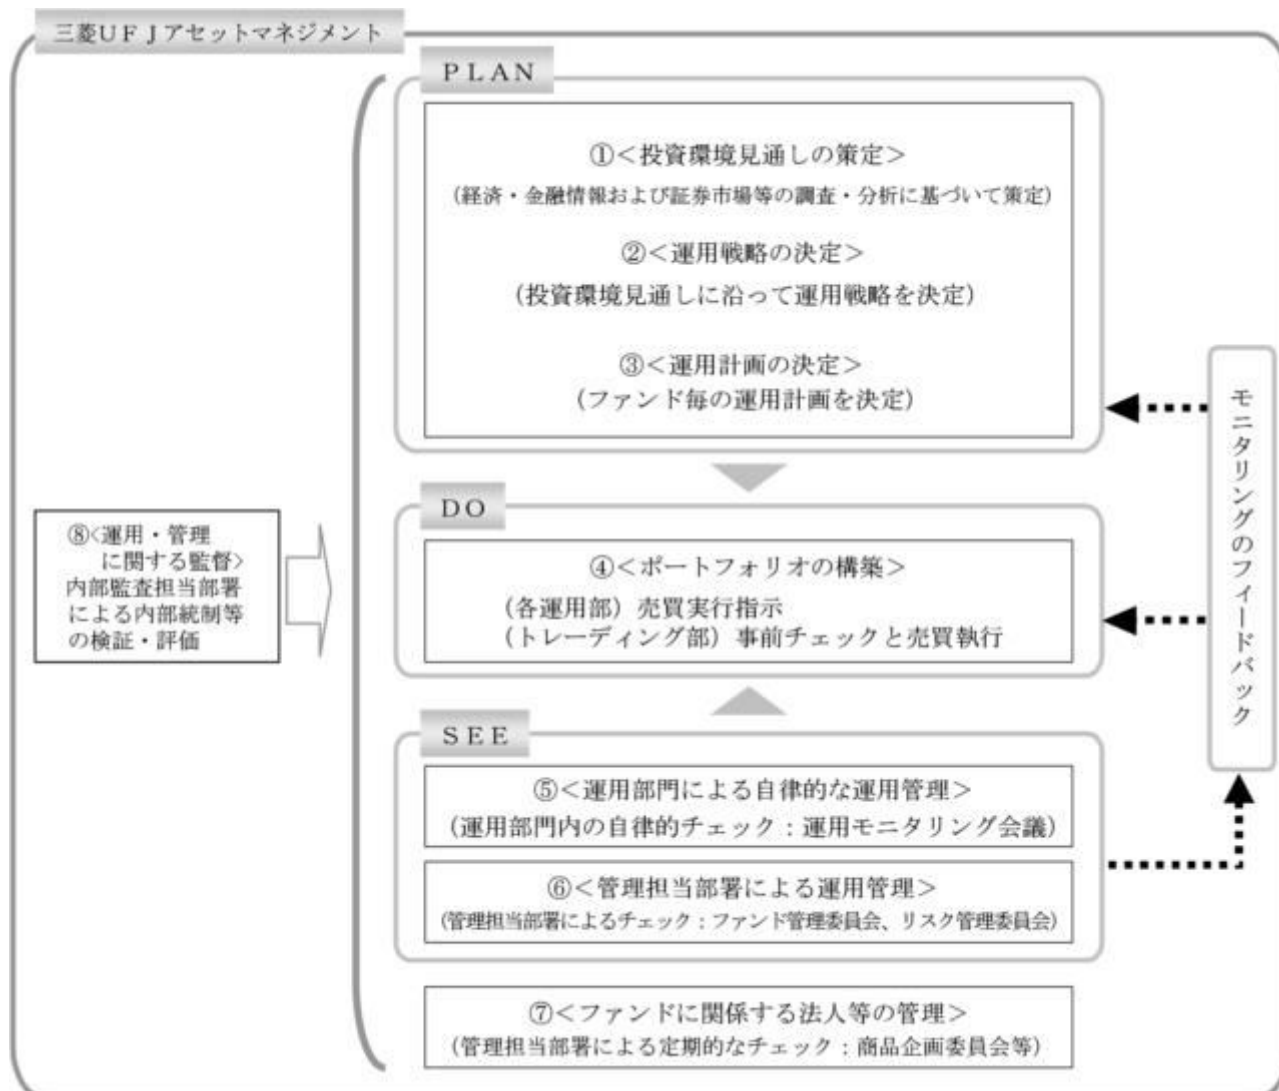 三菱UFJアセットマネジメント
PLAN
①<投資環境見通しの策定>
(経済・金融情報および証券市場等の調査・分析に基づいて策定)
②<運用戦略の決定>
(投資環境見通しに沿って運用戦略を決定)
③<運用計画の決定>
(ファンド毎の運用計画を決定)
DO
④<ポートフォリオの構築>
(各運用部)売買実行指示
(トレーディング部)事前チェックと売買執行
SEE
⑤<運用部門による自律的な運用管理>
(運用部門内の自律的チェック:運用モニタリング会議)
⑥<管理担当部署による運用管理>
(管理担当部署によるチェック:ファンド管理委員会、リスク管理委員会)
⑦<ファンドに関係する法人等の管理>
(管理担当部署による定期的なチェック:商品企画委員会等)
⑧<運用・管理
に関する監督>
内部監査担当部署
による内部統制等
の検証・評価
モニタリングのフィードバック